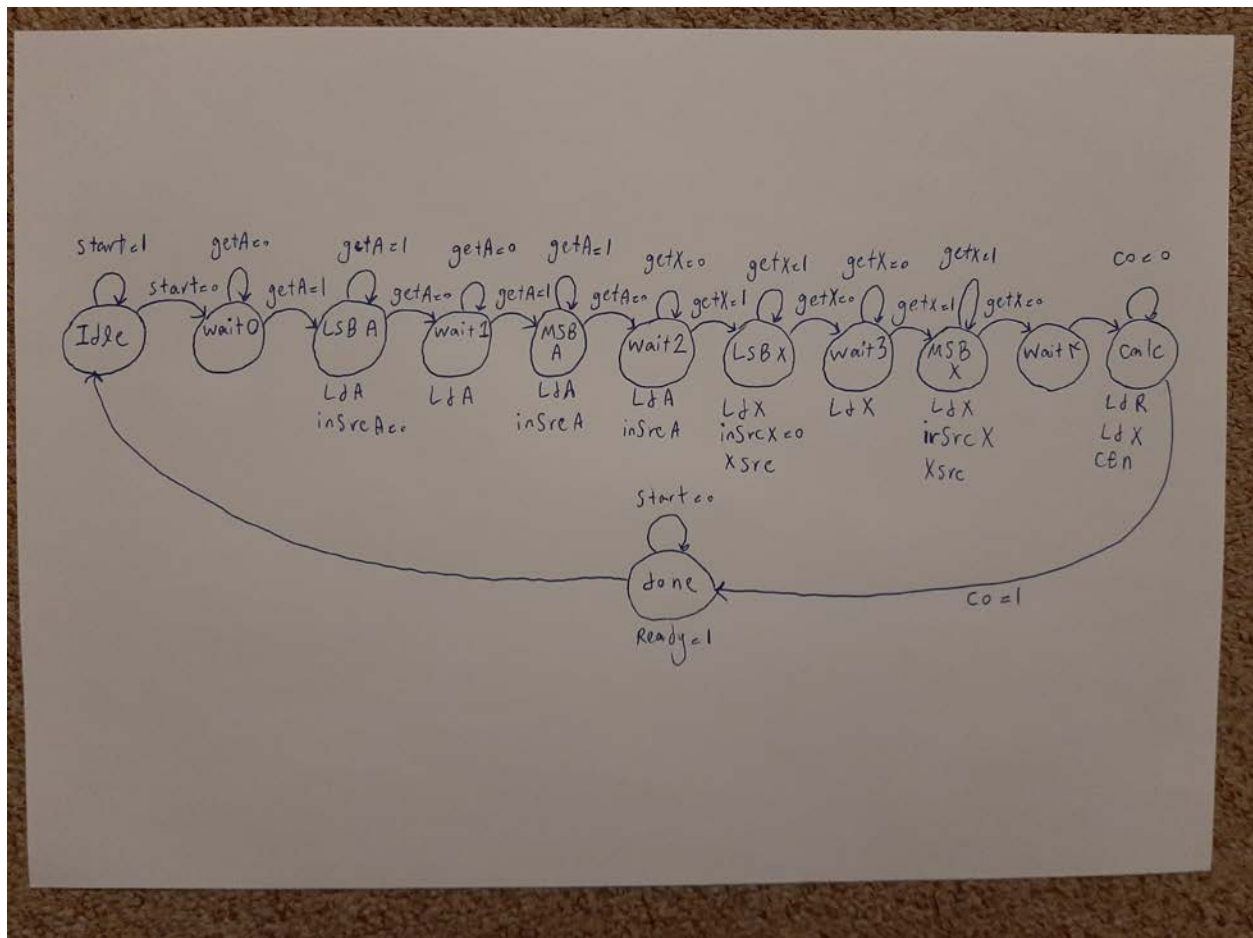 start=1
getA=0
getA=1
getA=0
getA=1
getX=0
getX=1
getX=0
getX=1
co=0
start=0
getA=1
getA=0
getA=1
getA=0
getX=1
getX=0
getX=1
getX=0
Idle
wait0
LSB A
wait1
MSB
A
wait2
LSB X
wait3
MSB
X
wait۴
calc
LdA
inSrcA=0
LdA
LdA
inSrcA
LdA
inSrcA
LdX
inSrcX=0
XSrc
LdX
LdX
inSrcX
XSrc
LdR
LdX
CEn
start=0
done
co=1
Ready=1